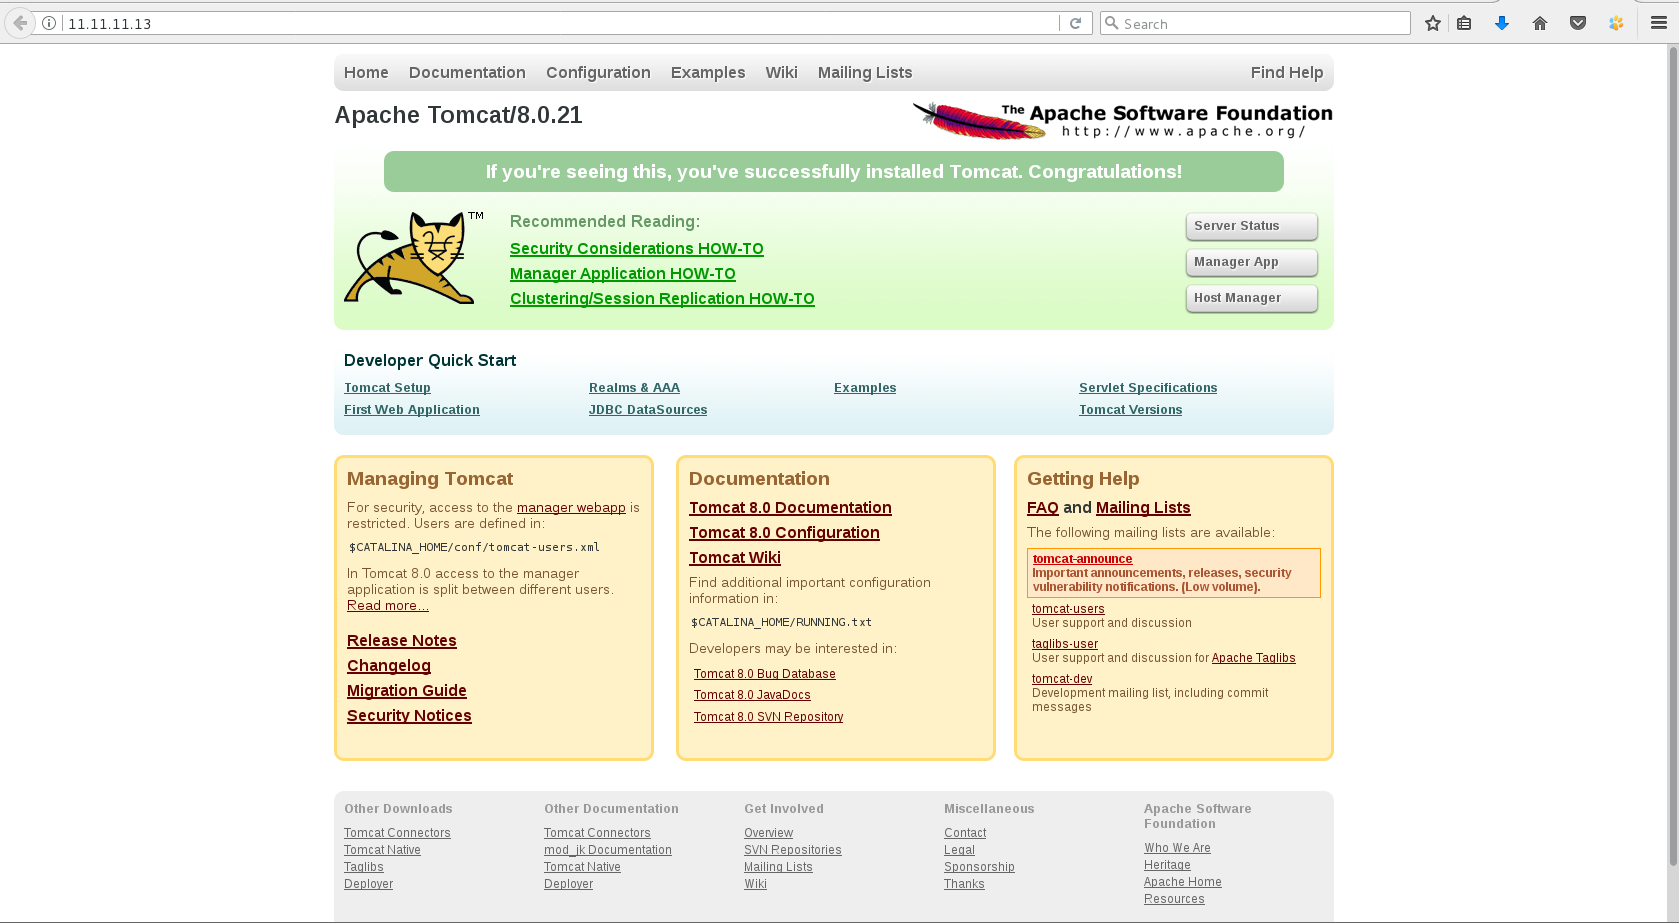 11.11.11.13
Search
Home Documentation Configuration Examples Wiki Mailing Lists Find Help
Apache Tomcat/8.0.21
The Apache Software Foundation
http://www.apache.org/
If you're seeing this, you've successfully installed Tomcat. Congratulations!
TM
Recommended Reading:
Security Considerations HOW-TO
Manager Application HOW-TO
Clustering/Session Replication HOW-TO
Server Status
Manager App
Host Manager
Developer Quick Start
Tomcat Setup Realms & AAA Examples Servlet Specifications
First Web Application JDBC DataSources Tomcat Versions
Managing Tomcat
For security, access to the manager webapp is
restricted. Users are defined in:
$CATALINA_HOME/conf/tomcat-users.xml
In Tomcat 8.0 access to the manager
application is split between different users.
Read more...
Release Notes
Changelog
Migration Guide
Security Notices
Documentation
Tomcat 8.0 Documentation
Tomcat 8.0 Configuration
Tomcat Wiki
Find additional important configuration
information in:
$CATALINA_HOME/RUNNING.txt
Developers may be interested in:
Tomcat 8.0 Bug Database
Tomcat 8.0 JavaDocs
Tomcat 8.0 SVN Repository
Getting Help
FAQ and Mailing Lists
The following mailing lists are available:
tomcat-announce
Important announcements, releases, security
vulnerability notifications. (Low volume).
tomcat-users
User support and discussion
taglibs-user
User support and discussion for Apache Taglibs
tomcat-dev
Development mailing list, including commit
messages
Other Downloads
Tomcat Connectors
Tomcat Native
Taglibs
Deployer
Other Documentation
Tomcat Connectors
mod_jk Documentation
Tomcat Native
Deployer
Get Involved
Overview
SVN Repositories
Mailing Lists
Wiki
Miscellaneous
Contact
Legal
Sponsorship
Thanks
Apache Software
Foundation
Who We Are
Heritage
Apache Home
Resources